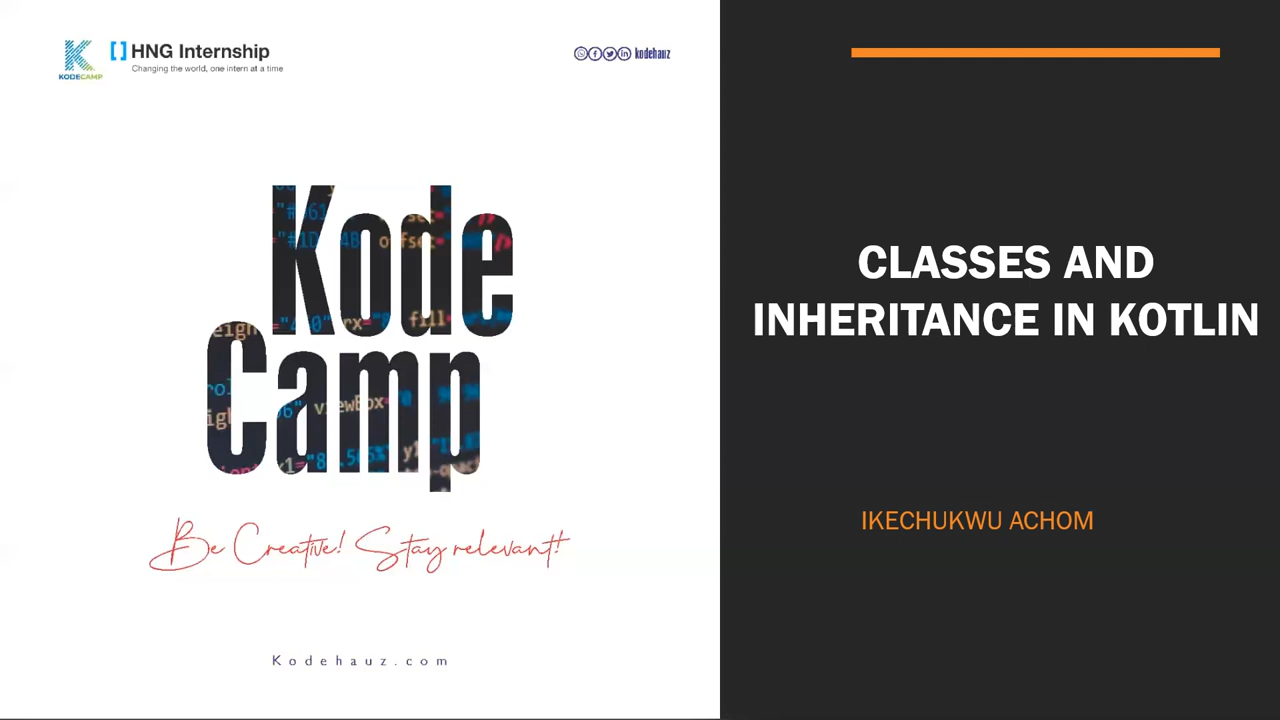 KODECAMP
[] HNG Internship
Changing the world, one intern at a time
kodehauz
Kode
Camp
Be Creative! Stay relevant!
Kodehauz.com
CLASSES AND
INHERITANCE IN KOTLIN
IKECHUKWU ACHOM